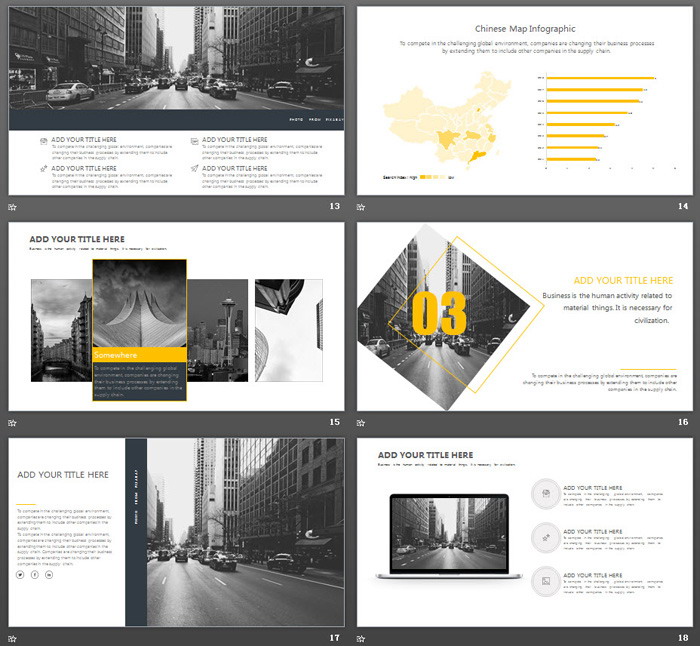 PHOTO FROM PIXABAY
ADD YOUR TITLE HERE
To compete in the challenging global environment, companies are
changing their business processes by extending them to include other
companies in the supply chain.
ADD YOUR TITLE HERE
To compete in the challenging global environment, companies are
changing their business processes by extending them to include other
companies in the supply chain.
ADD YOUR TITLE HERE
To compete in the challenging global environment, companies are
changing their business processes by extending them to include other
companies in the supply chain.
ADD YOUR TITLE HERE
To compete in the challenging global environment, companies are
changing their business processes by extending them to include other
companies in the supply chain.
13
Chinese Map Infographic
To compete in the challenging global environment, companies are changing their business processes
by extending them to include other companies in the supply chain.
Search Index / High
Low
14
ADD YOUR TITLE HERE
Business is the human activity related to material things. It is necessary for civilization.
Somewhere
To compete in the challenging global
environment, companies are changing
their business processes by extending
them to include other companies in the
supply chain.
15
03
ADD YOUR TITLE HERE
Business is the human activity related to
material things. It is necessary for
civilization.
To compete in the challenging global environment, companies are
changing their business processes by extending them to include other
companies in the supply chain.
16
ADD YOUR TITLE HERE
To compete in the challenging global environment,
companies are changing their business processes by
extending them to include other companies in the
supply chain.
To compete in the challenging global environment,
companies are changing their business processes by
extending them to include other companies in the
supply chain. Companies are changing their business
processes by extending them to include other
companies in the supply chain.
PHOTO FROM PIXABAY
17
ADD YOUR TITLE HERE
Business is the human activity related to material things. It is necessary for civilization.
ADD YOUR TITLE HERE
To compete in the challenging global environment, companies
are changing their business processes by extending them to
include other companies in the supply chain.
ADD YOUR TITLE HERE
To compete in the challenging global environment, companies
are changing their business processes by extending them to
include other companies in the supply chain.
ADD YOUR TITLE HERE
To compete in the challenging global environment, companies
are changing their business processes by extending them to
include other companies in the supply chain.
18